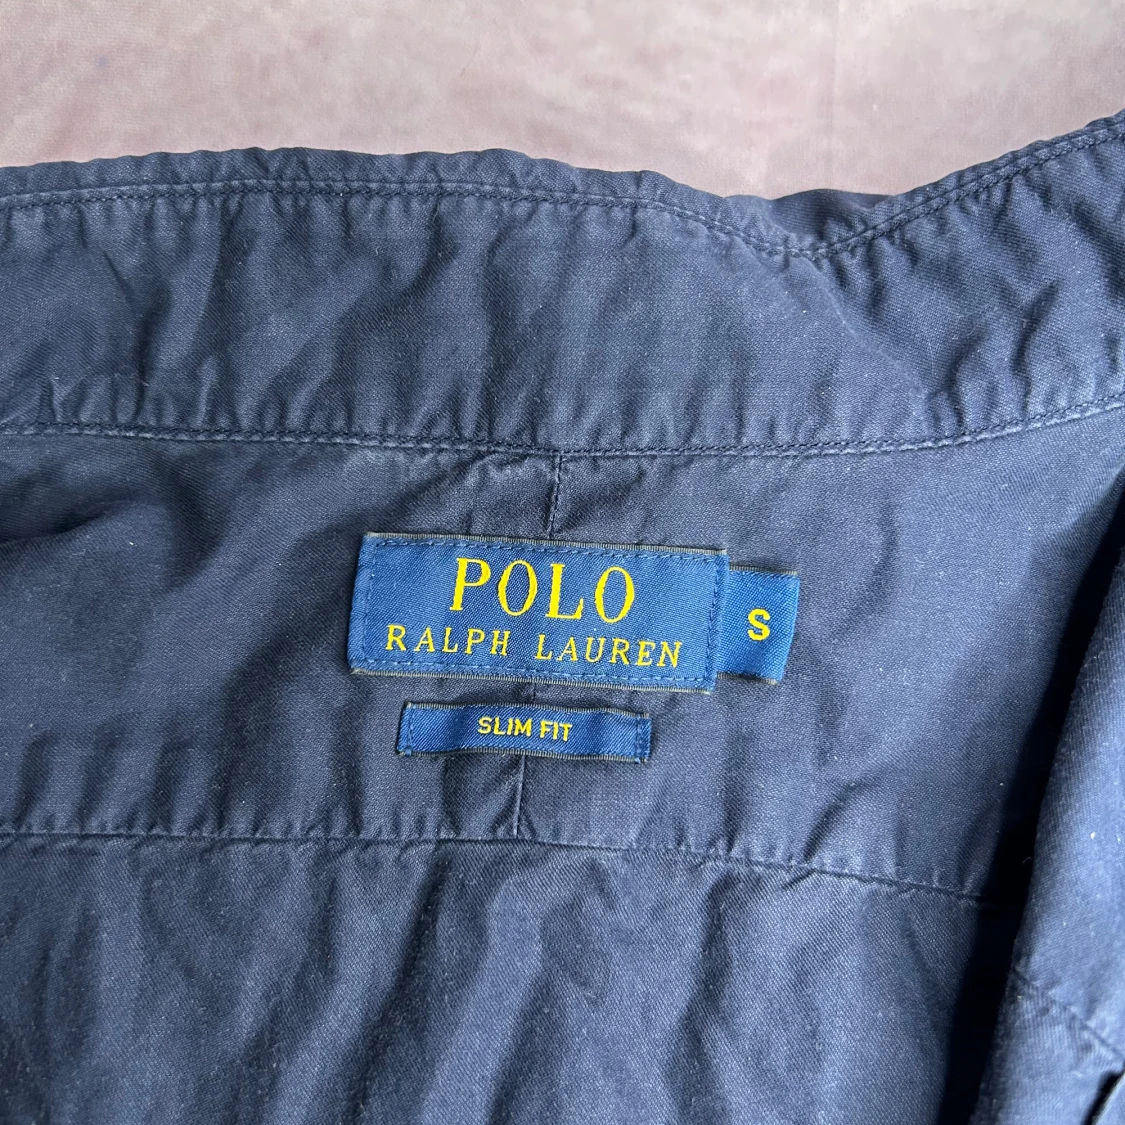 POLO
RALPH LAUREN
S
SLIM FIT